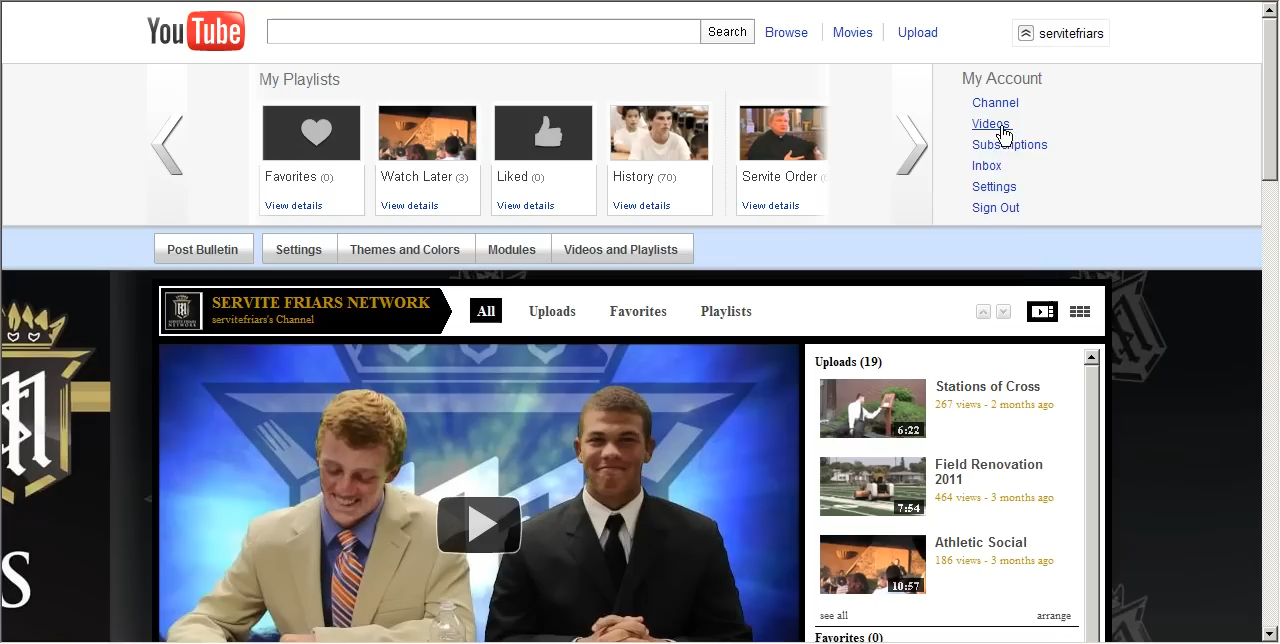 YouTube
Search
Browse
Movies
Upload
servitefriars
My Playlists
Favorites (0)
View details
Watch Later (3)
View details
Liked (0)
View details
History (70)
View details
Servite Order
View details
My Account
Channel
Videos
Subscriptions
Inbox
Settings
Sign Out
Post Bulletin
Settings
Themes and Colors
Modules
Videos and Playlists
SERVITE FRIARS NETWORK
servitefriars's Channel
All
Uploads
Favorites
Playlists
Uploads (19)
Stations of Cross
267 views - 2 months ago
6:22
Field Renovation
2011
464 views - 3 months ago
7:54
Athletic Social
186 views - 3 months ago
10:57
see all
arrange
Favorites (0)